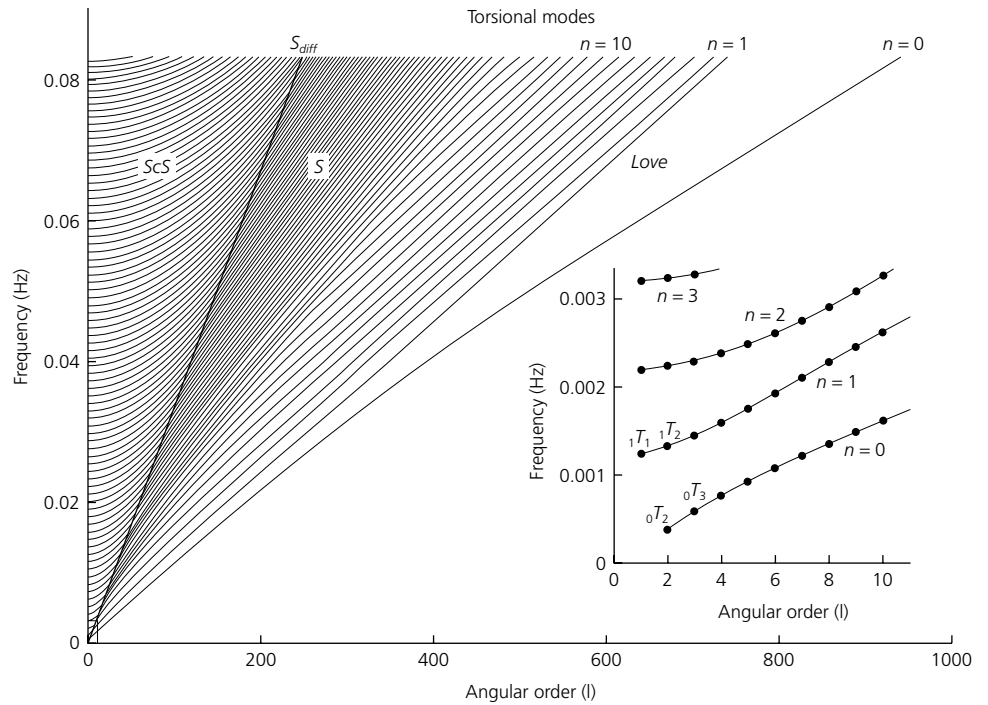 Torsional modes
S_diff
n = 10
n = 1
n = 0
0.08
0.06
0.04
0.02
0
Frequency (Hz)
ScS
S
Love
0
200
400
600
800
1000
Angular order (l)
0.003
0.002
0.001
0
Frequency (Hz)
n = 3
n = 2
n = 1
n = 0
₁T₁
₁T₂
₀T₂
₀T₃
0
2
4
6
8
10
Angular order (l)